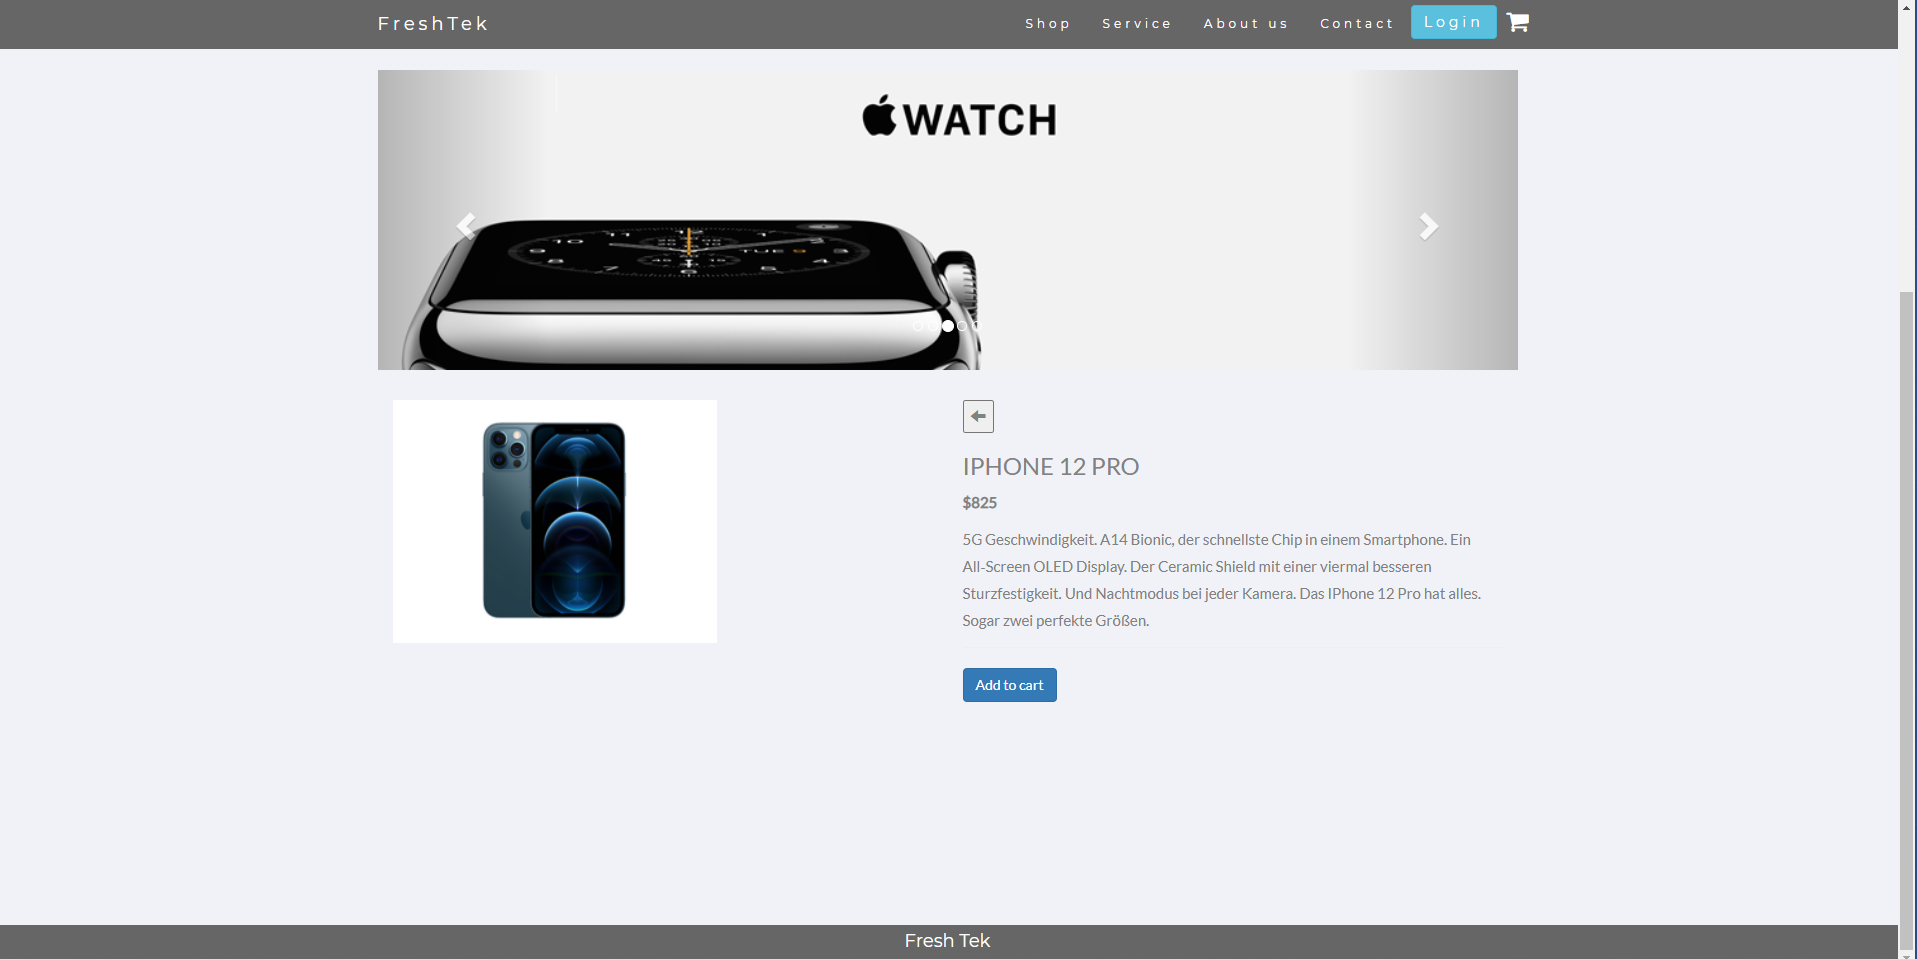 FreshTek
Shop
Service
About us
Contact
Login
WATCH
TUE
IPHONE 12 PRO
$825
5G Geschwindigkeit. A14 Bionic, der schnellste Chip in einem Smartphone. Ein
All-Screen OLED Display. Der Ceramic Shield mit einer viermal besseren
Sturzfestigkeit. Und Nachtmodus bei jeder Kamera. Das IPhone 12 Pro hat alles.
Sogar zwei perfekte Größen.
Add to cart
Fresh Tek